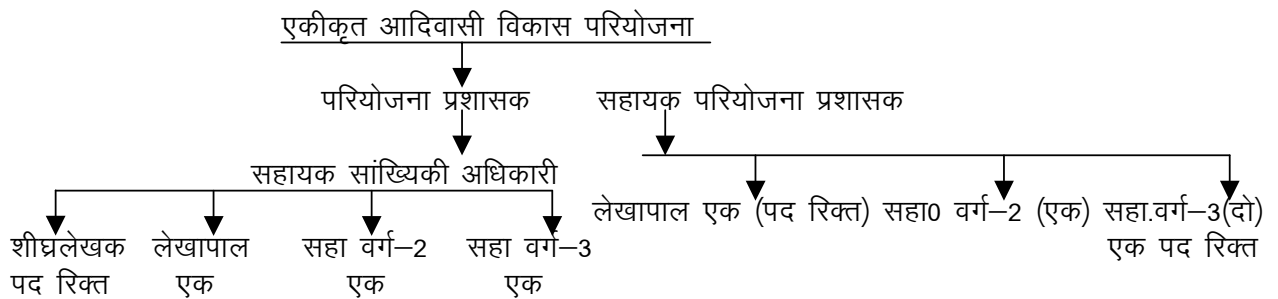 एकीकृत आदिवासी विकास परियोजना
परियोजना प्रशासक सहायक परियोजना प्रशासक
सहायक सांख्यिकी अधिकारी
लेखापाल एक (पद रिक्त) सहा0 वर्ग–2 (एक) सहा.वर्ग–3(दो)
एक पद रिक्त
शीघ्रलेखक लेखापाल सहा वर्ग–2 सहा वर्ग–3
पद रिक्त एक एक एक